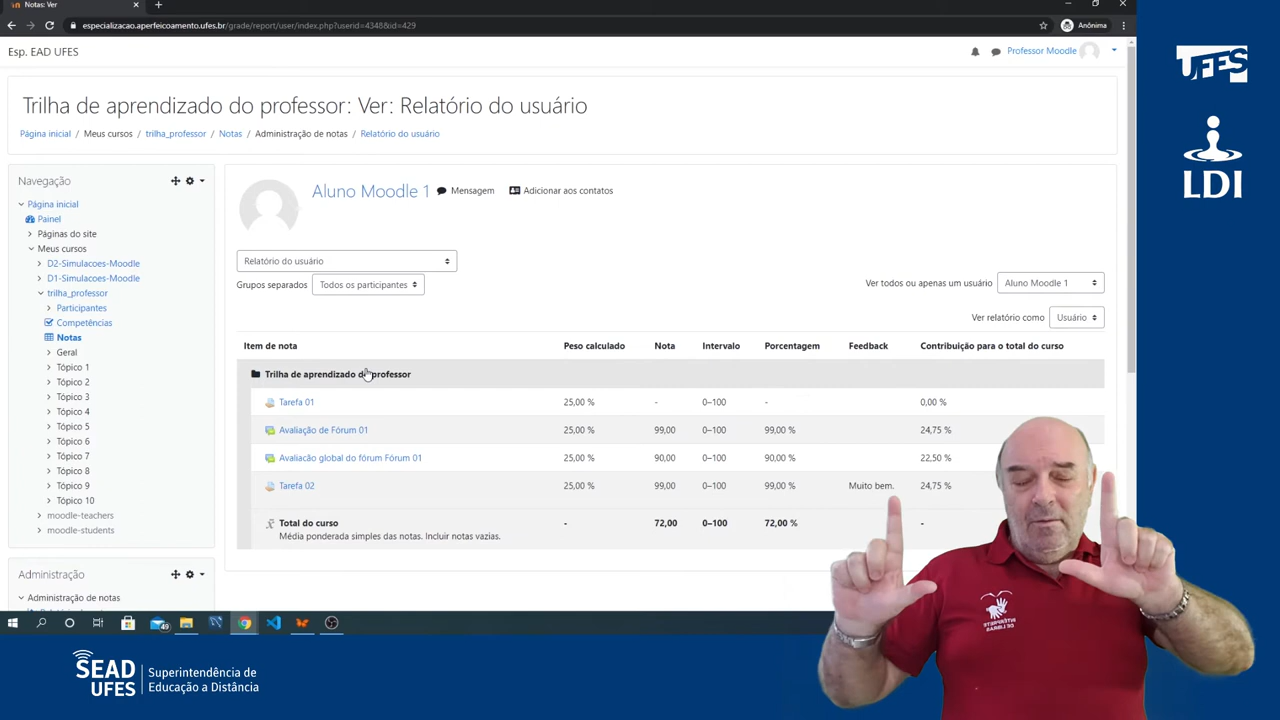 Notas: Ver
especializacao.aperfeicoamento.ufes.br/grade/report/user/index.php?userid=4348&id=429
Anônima
Esp. EAD UFES
Professor Moodle
UFES
LDI
Trilha de aprendizado do professor: Ver: Relatório do usuário
Página inicial / Meus cursos / trilha_professor / Notas / Administração de notas / Relatório do usuário
Navegação
Página inicial
Painel
Páginas do site
Meus cursos
D2-Simulacoes-Moodle
D1-Simulacoes-Moodle
trilha_professor
Participantes
Competências
Notas
Geral
Tópico 1
Tópico 2
Tópico 3
Tópico 4
Tópico 5
Tópico 6
Tópico 7
Tópico 8
Tópico 9
Tópico 10
moodle-teachers
moodle-students
Administração
Administração de notas
Aluno Moodle 1 Mensagem Adicionar aos contatos
Relatório do usuário
Grupos separados Todos os participantes
Ver todos ou apenas um usuário Aluno Moodle 1
Ver relatório como Usuário
Item de nota Peso calculado Nota Intervalo Porcentagem Feedback Contribuição para o total do curso
Trilha de aprendizado professor
Tarefa 01 25,00 % - 0–100 - 0,00 %
Avaliação de Fórum 01 25,00 % 99,00 0–100 99,00 % 24,75 %
Avaliacão global do fórum Fórum 01 25,00 % 90,00 0–100 90,00 % 22,50 %
Tarefa 02 25,00 % 99,00 0–100 99,00 % Muito bem. 24,75 %
Total do curso - 72,00 0–100 72,00 % -
Média ponderada simples das notas. Incluir notas vazias.
49
SEAD
UFES
Superintendência de
Educação a Distância